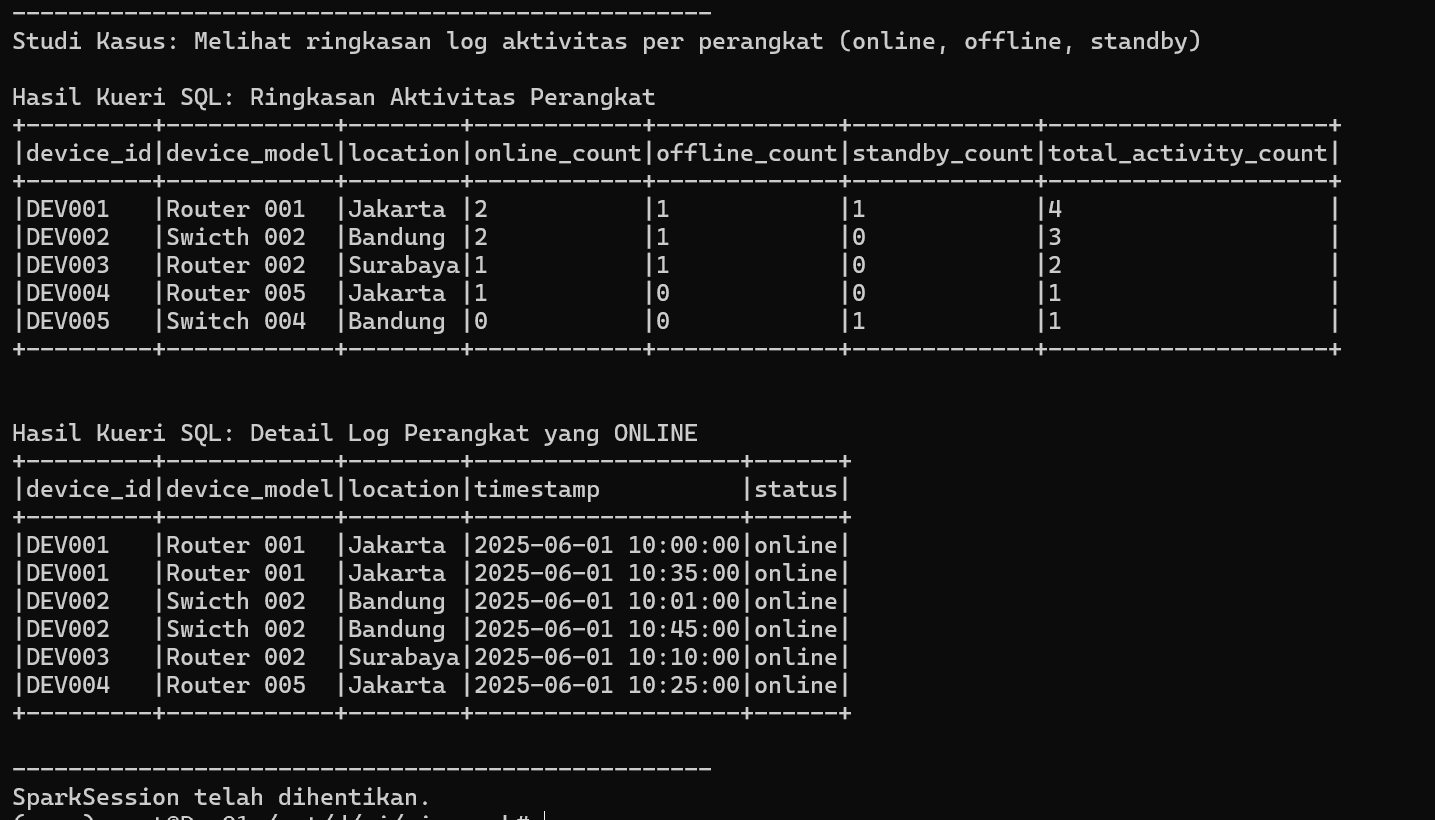 --------------------------------------------------
Studi Kasus: Melihat ringkasan log aktivitas per perangkat (online, offline, standby)
Hasil Kueri SQL: Ringkasan Aktivitas Perangkat
+---------+------------+--------+------------+-------------+-------------+--------------------+
|device_id|device_model|location|online_count|offline_count|standby_count|total_activity_count|
+---------+------------+--------+------------+-------------+-------------+--------------------+
|DEV001   |Router 001  |Jakarta |2           |1            |1            |4                   |
|DEV002   |Swicth 002  |Bandung |2           |1            |0            |3                   |
|DEV003   |Router 002  |Surabaya|1           |1            |0            |2                   |
|DEV004   |Router 005  |Jakarta |1           |0            |0            |1                   |
|DEV005   |Switch 004  |Bandung |0           |0            |1            |1                   |
+---------+------------+--------+------------+-------------+-------------+--------------------+
Hasil Kueri SQL: Detail Log Perangkat yang ONLINE
+---------+------------+--------+-------------------+------+
|device_id|device_model|location|timestamp          |status|
+---------+------------+--------+-------------------+------+
|DEV001   |Router 001  |Jakarta |2025-06-01 10:00:00|online|
|DEV001   |Router 001  |Jakarta |2025-06-01 10:35:00|online|
|DEV002   |Swicth 002  |Bandung |2025-06-01 10:01:00|online|
|DEV002   |Swicth 002  |Bandung |2025-06-01 10:45:00|online|
|DEV003   |Router 002  |Surabaya|2025-06-01 10:10:00|online|
|DEV004   |Router 005  |Jakarta |2025-06-01 10:25:00|online|
+---------+------------+--------+-------------------+------+
--------------------------------------------------
SparkSession telah dihentikan.